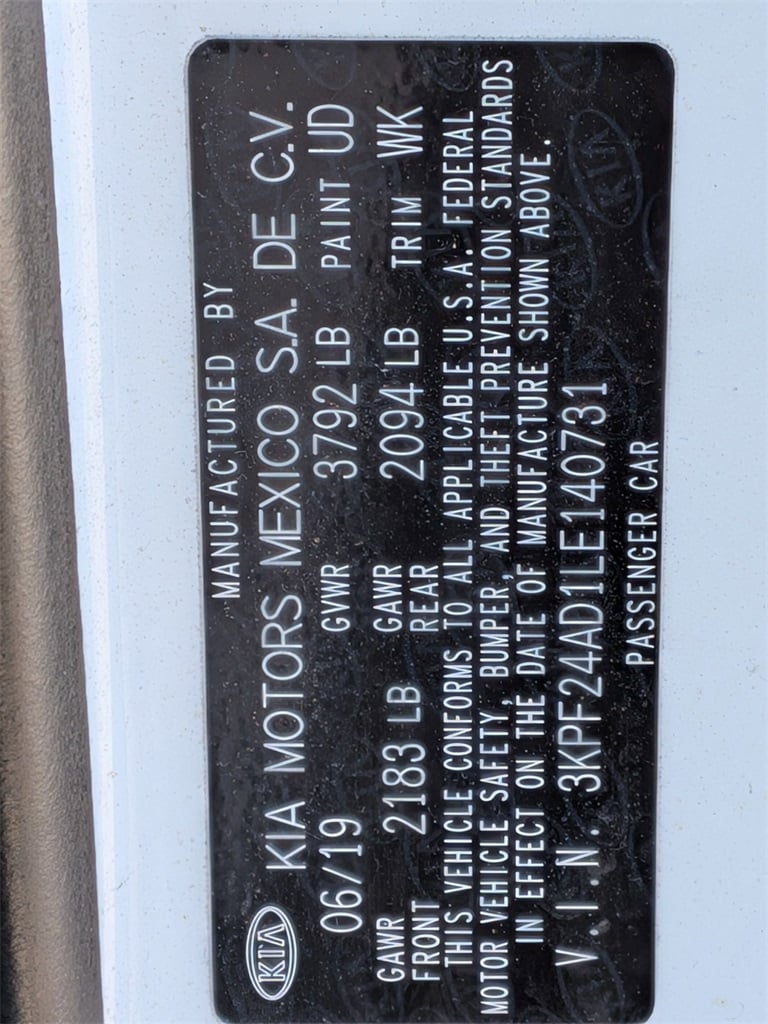 MANUFACTURED BY
KIA KIA MOTORS MEXICO S.A. DE C.V.
06/19 GVWR 3792 LB PAINT UD
GAWR FRONT 2183 LB GAWR REAR 2094 LB TRIM WK
THIS VEHICLE CONFORMS TO ALL APPLICABLE U.S.A. FEDERAL
MOTOR VEHICLE SAFETY, BUMPER, AND THEFT PREVENTION STANDARDS
IN EFFECT ON THE DATE OF MANUFACTURE SHOWN ABOVE.
V.I.N. 3KPF24AD1LE140731
PASSENGER CAR
KIA